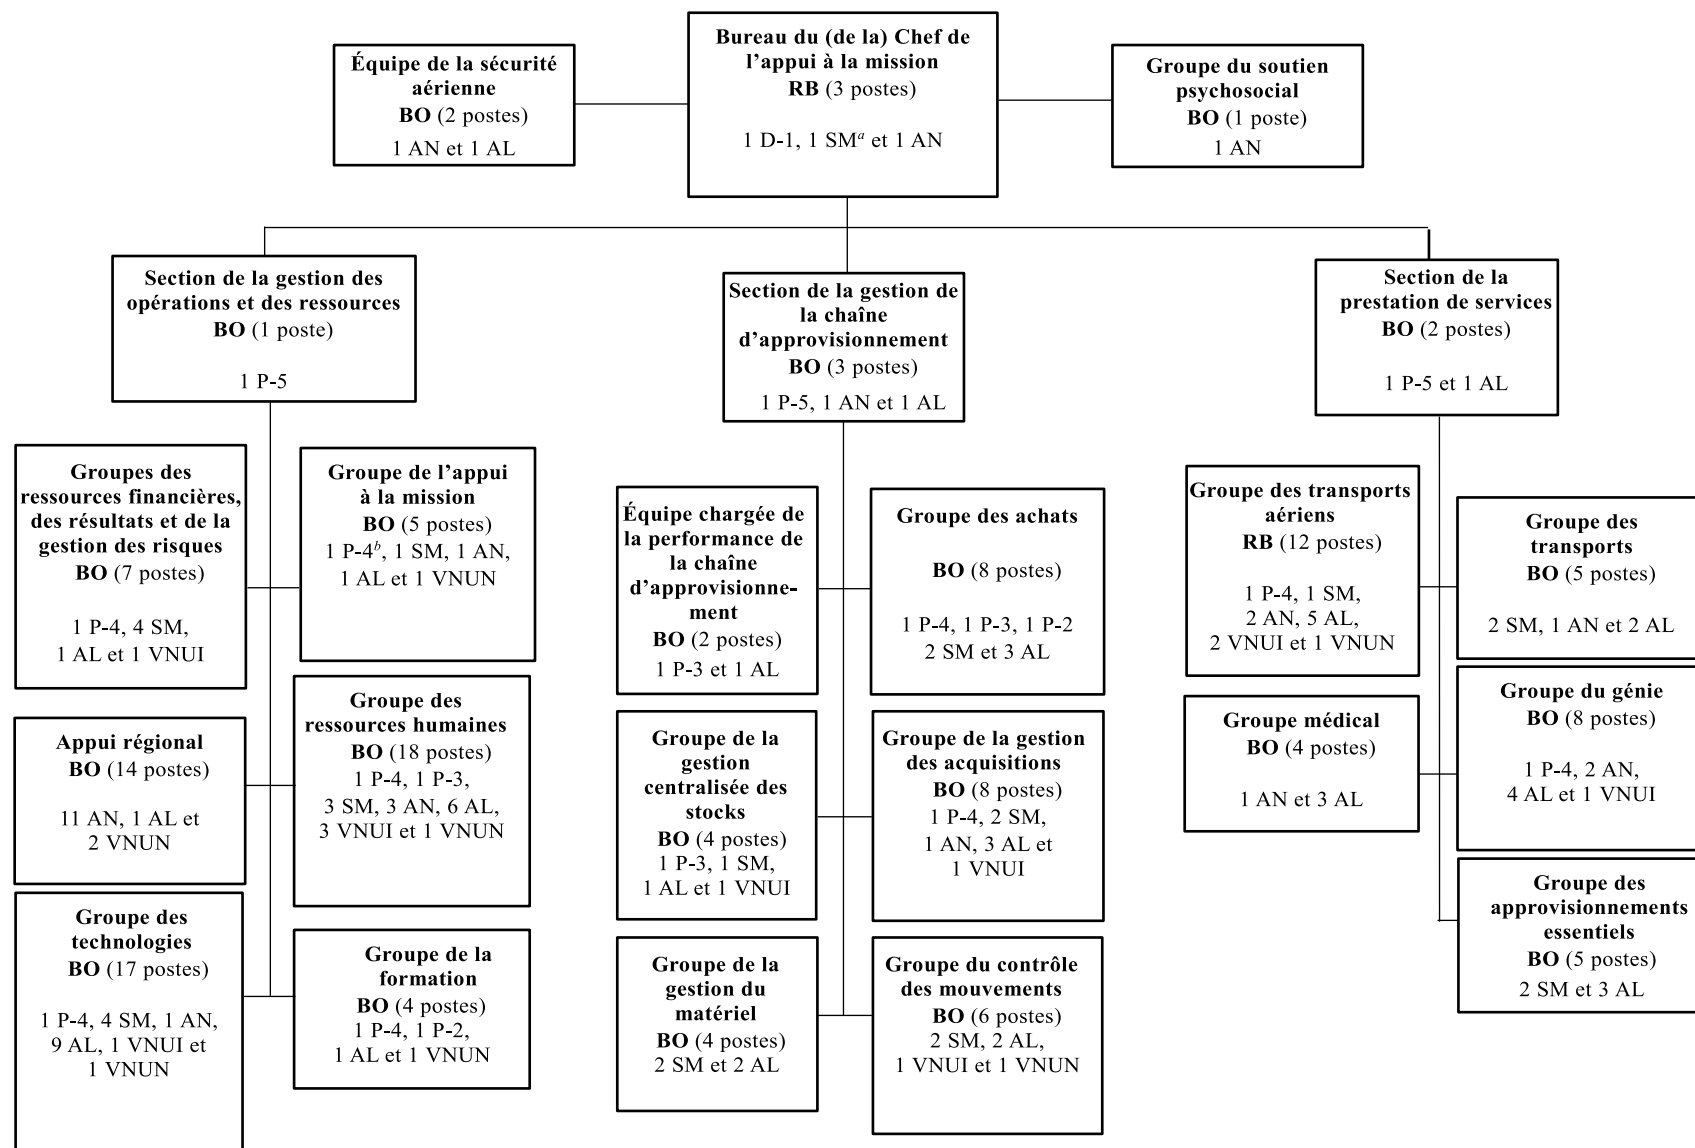 Équipe de la sécurité
aérienne
BO (2 postes)
1 AN et 1 AL
Bureau du (de la) Chef de
l’appui à la mission
RB (3 postes)
1 D-1, 1 SMᵃ et 1 AN
Groupe du soutien
psychosocial
BO (1 poste)
1 AN
Section de la gestion des
opérations et des ressources
BO (1 poste)
1 P-5
Groupes des
ressources financières,
des résultats et de la
gestion des risques
BO (7 postes)
1 P-4, 4 SM,
1 AL et 1 VNUI
Groupe de l’appui
à la mission
BO (5 postes)
1 P-4ᵇ, 1 SM, 1 AN,
1 AL et 1 VNUN
Appui régional
BO (14 postes)
11 AN, 1 AL et
2 VNUN
Groupe des
ressources humaines
BO (18 postes)
1 P-4, 1 P-3,
3 SM, 3 AN, 6 AL,
3 VNUI et 1 VNUN
Groupe des
technologies
BO (17 postes)
1 P-4, 4 SM, 1 AN,
9 AL, 1 VNUI et
1 VNUN
Groupe de la
formation
BO (4 postes)
1 P-4, 1 P-2,
1 AL et 1 VNUN
Section de la gestion de
la chaîne
d’approvisionnement
BO (3 postes)
1 P-5, 1 AN et 1 AL
Équipe chargée de
la performance de
la chaîne
d’approvisionne-
ment
BO (2 postes)
1 P-3 et 1 AL
Groupe des achats
BO (8 postes)
1 P-4, 1 P-3, 1 P-2
2 SM et 3 AL
Groupe de la
gestion
centralisée des
stocks
BO (4 postes)
1 P-3, 1 SM,
1 AL et 1 VNUI
Groupe de la gestion
des acquisitions
BO (8 postes)
1 P-4, 2 SM,
1 AN, 3 AL et
1 VNUI
Groupe de la
gestion du
matériel
BO (4 postes)
2 SM et 2 AL
Groupe du contrôle
des mouvements
BO (6 postes)
2 SM, 2 AL,
1 VNUI et 1 VNUN
Section de la
prestation de services
BO (2 postes)
1 P-5 et 1 AL
Groupe des transports
aériens
RB (12 postes)
1 P-4, 1 SM,
2 AN, 5 AL,
2 VNUI et 1 VNUN
Groupe des
transports
BO (5 postes)
2 SM, 1 AN et 2 AL
Groupe médical
BO (4 postes)
1 AN et 3 AL
Groupe du génie
BO (8 postes)
1 P-4, 2 AN,
4 AL et 1 VNUI
Groupe des
approvisionnements
essentiels
BO (5 postes)
2 SM et 3 AL